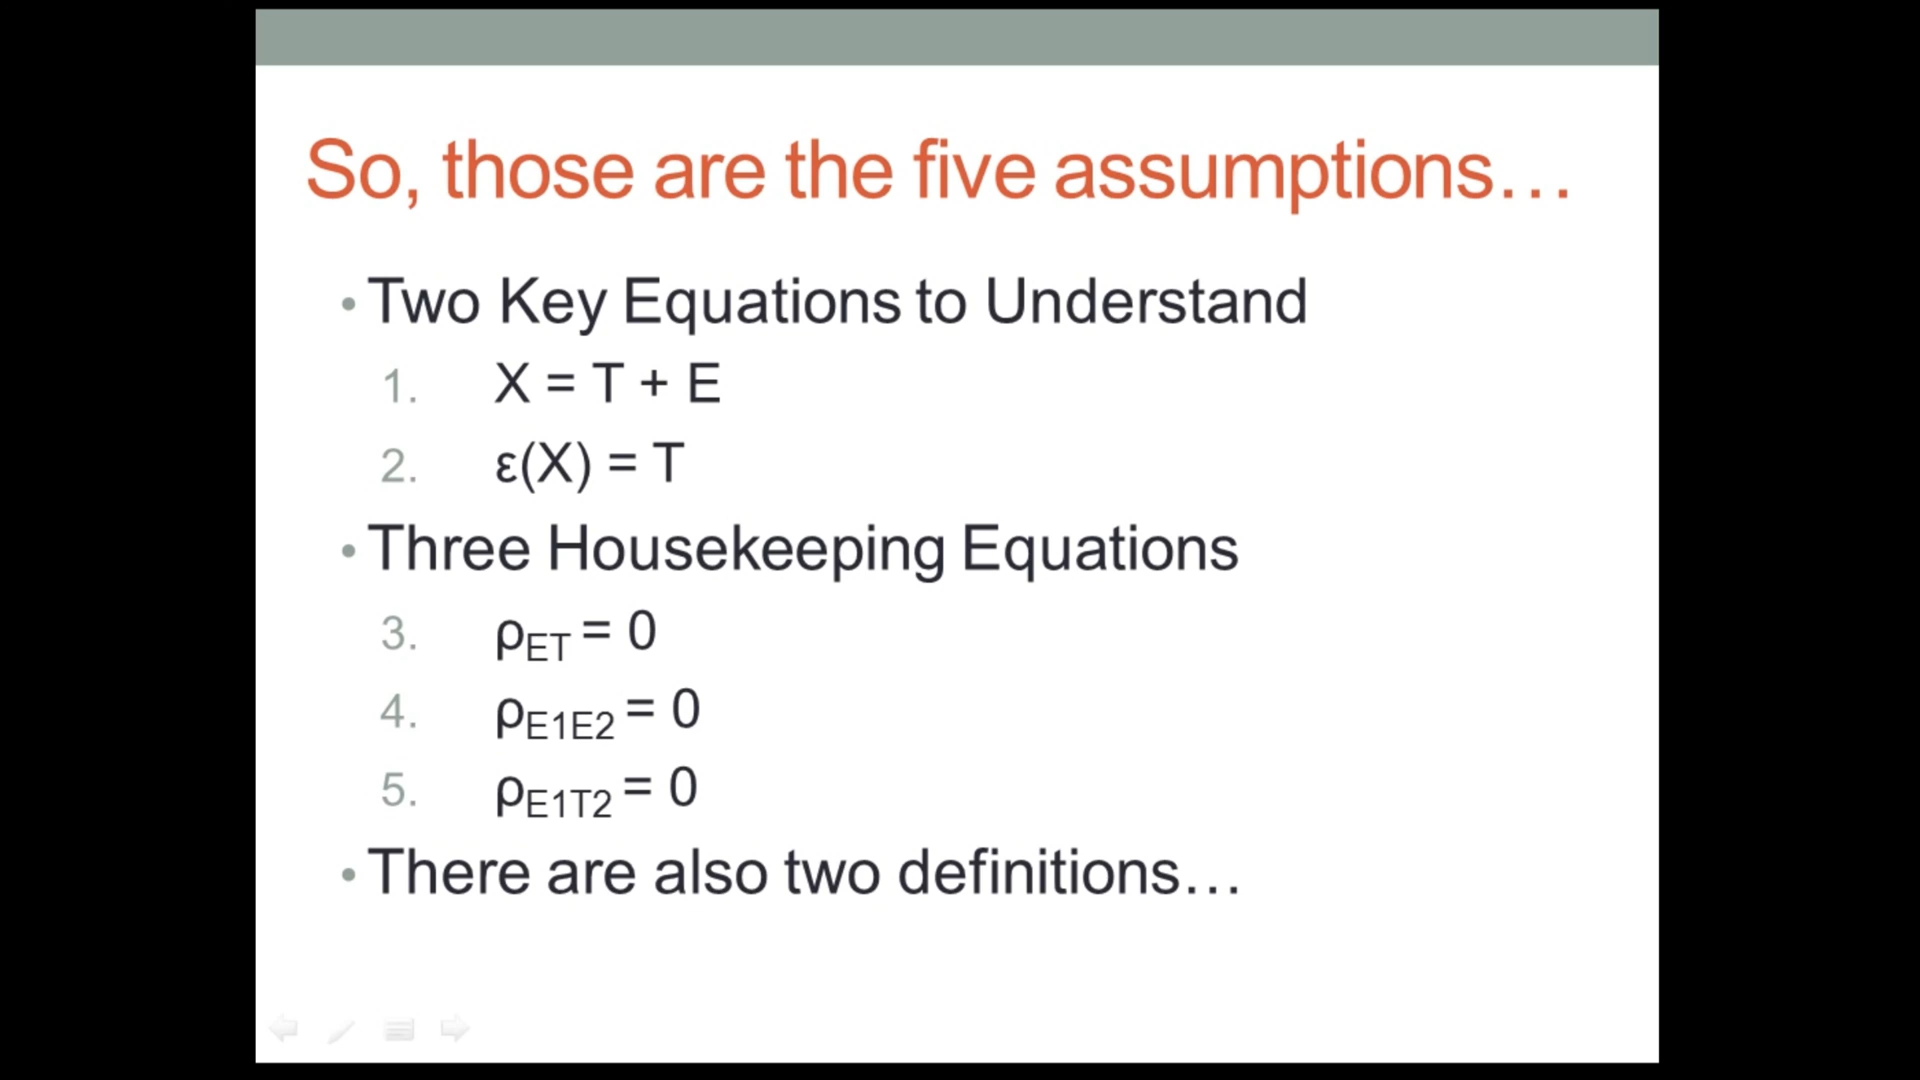 So, those are the five assumptions…
• Two Key Equations to Understand
1. X = T + E
2. ε(X) = T
• Three Housekeeping Equations
3. ρET = 0
4. ρE1E2 = 0
5. ρE1T2 = 0
• There are also two definitions…